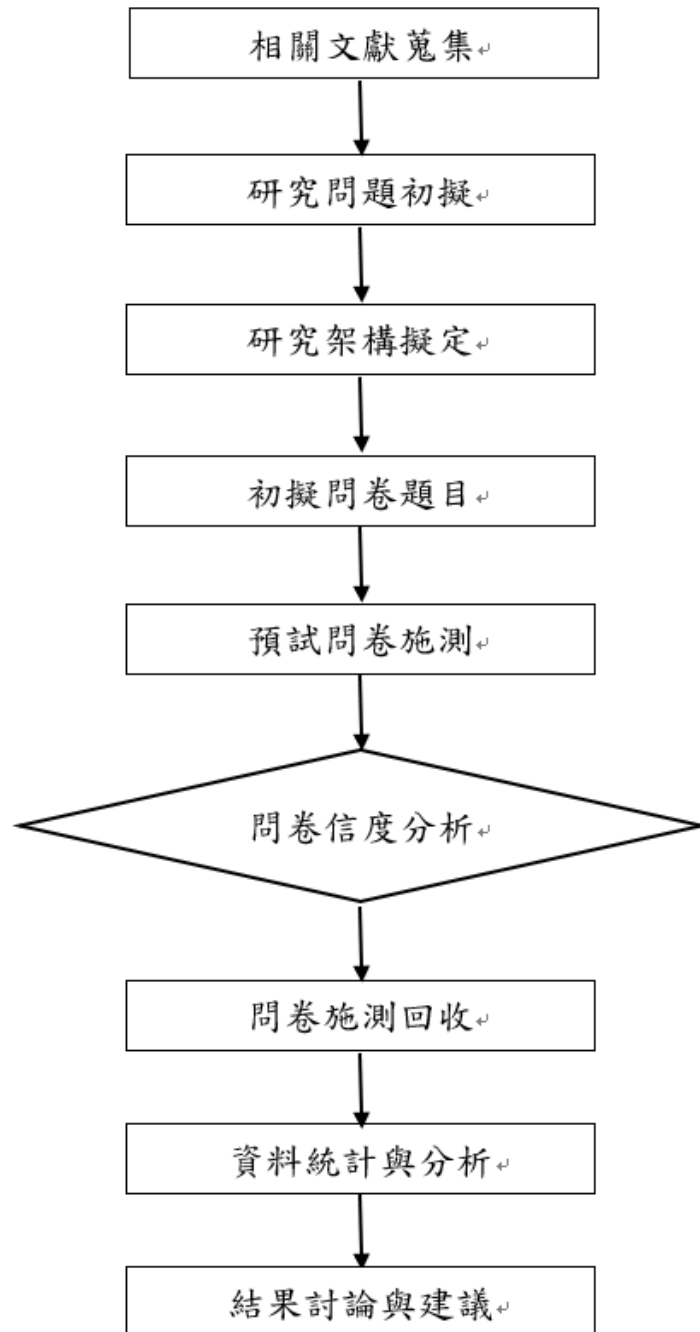 相關文獻蒐集
研究問題初擬
研究架構擬定
初擬問卷題目
預試問卷施測
問卷信度分析
問卷施測回收
資料統計與分析
結果討論與建議